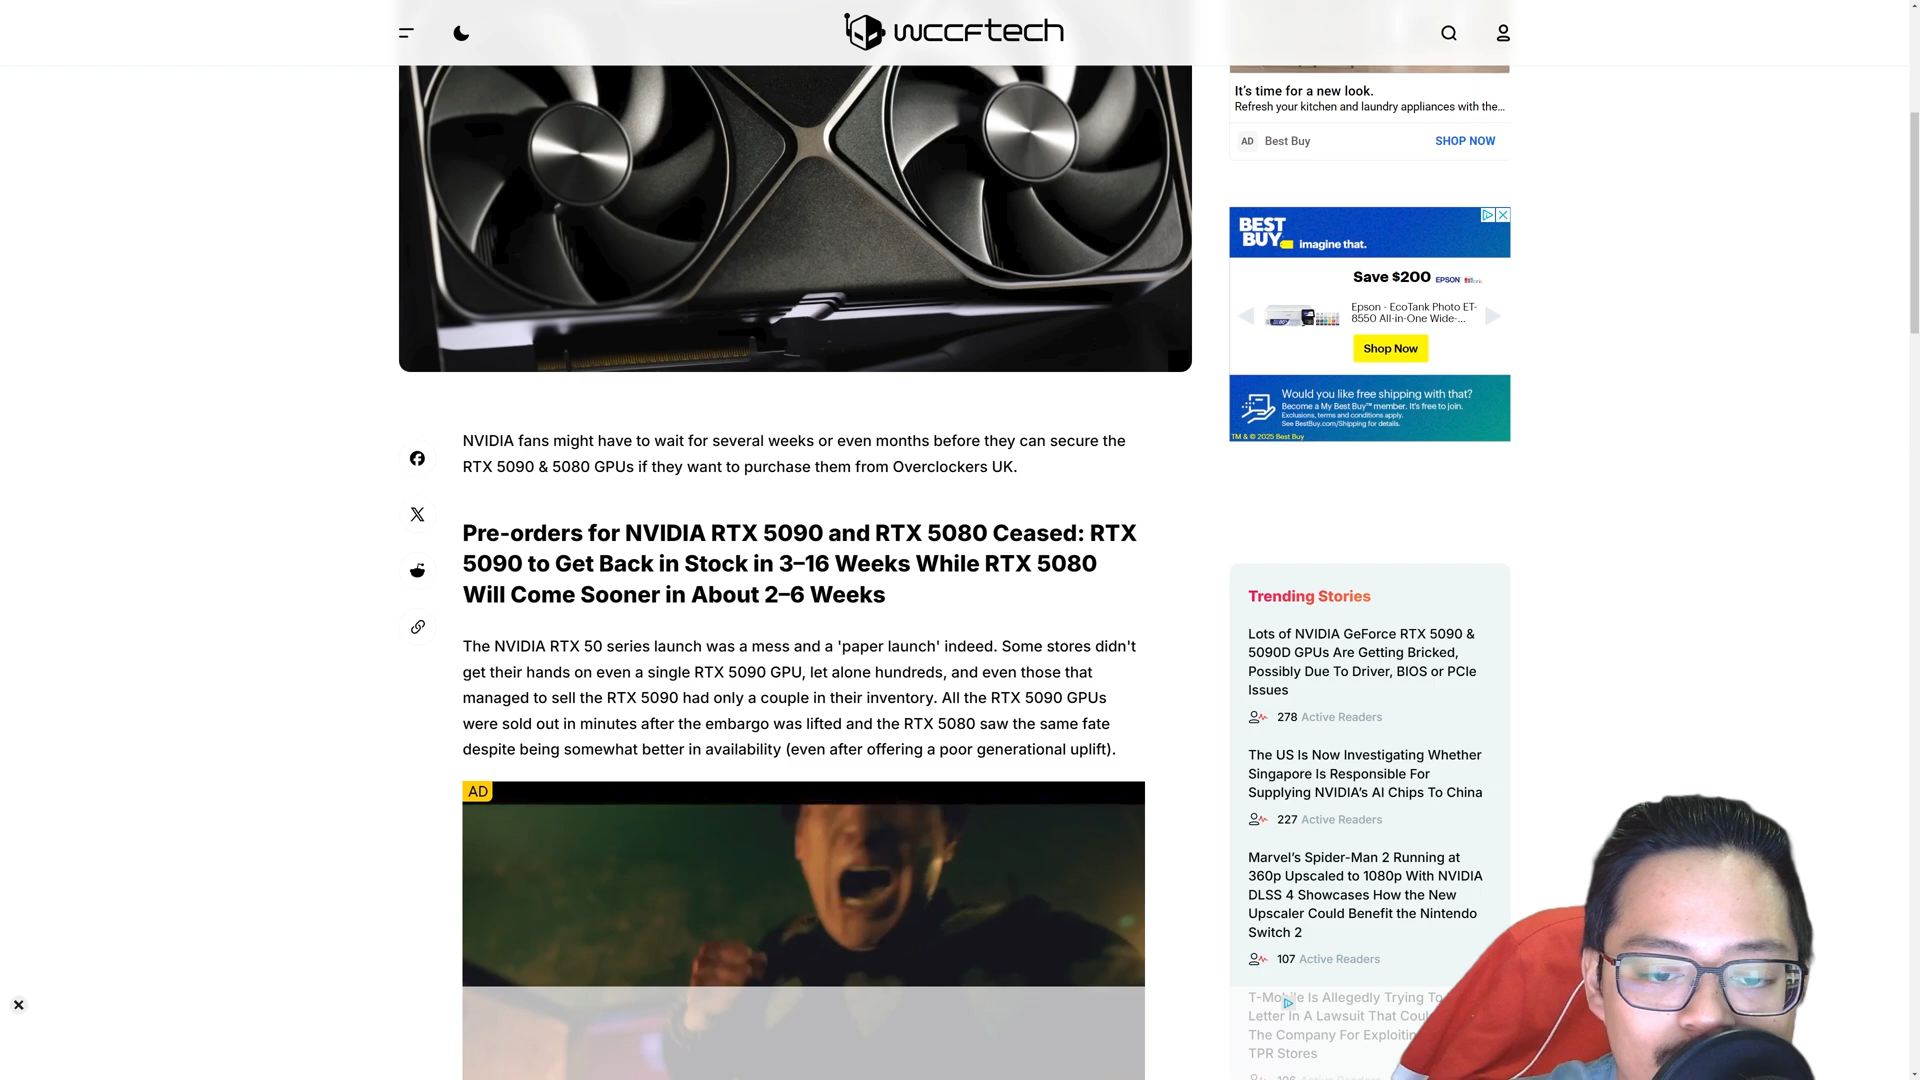 wccftech
It's time for a new look.
Refresh your kitchen and laundry appliances with the...
AD Best Buy SHOP NOW
BEST
BUY imagine that.
Save $200 EPSON
Epson - EcoTank Photo ET-
8550 All-in-One Wide-...
Shop Now
Would you like free shipping with that?
Become a My Best Buy™ member. It's free to join.
Exclusions, terms and conditions apply.
See BestBuy.com/Shipping for details.
TM & © 2025 Best Buy
NVIDIA fans might have to wait for several weeks or even months before they can secure the
RTX 5090 & 5080 GPUs if they want to purchase them from Overclockers UK.
Pre-orders for NVIDIA RTX 5090 and RTX 5080 Ceased: RTX
5090 to Get Back in Stock in 3–16 Weeks While RTX 5080
Will Come Sooner in About 2–6 Weeks
The NVIDIA RTX 50 series launch was a mess and a 'paper launch' indeed. Some stores didn't
get their hands on even a single RTX 5090 GPU, let alone hundreds, and even those that
managed to sell the RTX 5090 had only a couple in their inventory. All the RTX 5090 GPUs
were sold out in minutes after the embargo was lifted and the RTX 5080 saw the same fate
despite being somewhat better in availability (even after offering a poor generational uplift).
AD
Trending Stories
Lots of NVIDIA GeForce RTX 5090 &
5090D GPUs Are Getting Bricked,
Possibly Due To Driver, BIOS or PCIe
Issues
278 Active Readers
The US Is Now Investigating Whether
Singapore Is Responsible For
Supplying NVIDIA's AI Chips To China
227 Active Readers
Marvel's Spider-Man 2 Running at
360p Upscaled to 1080p With NVIDIA
DLSS 4 Showcases How the New
Upscaler Could Benefit the Nintendo
Switch 2
107 Active Readers
T-Mobile Is Allegedly Trying To
Letter In A Lawsuit That
The Company For
TPR Stores
106 Active Readers